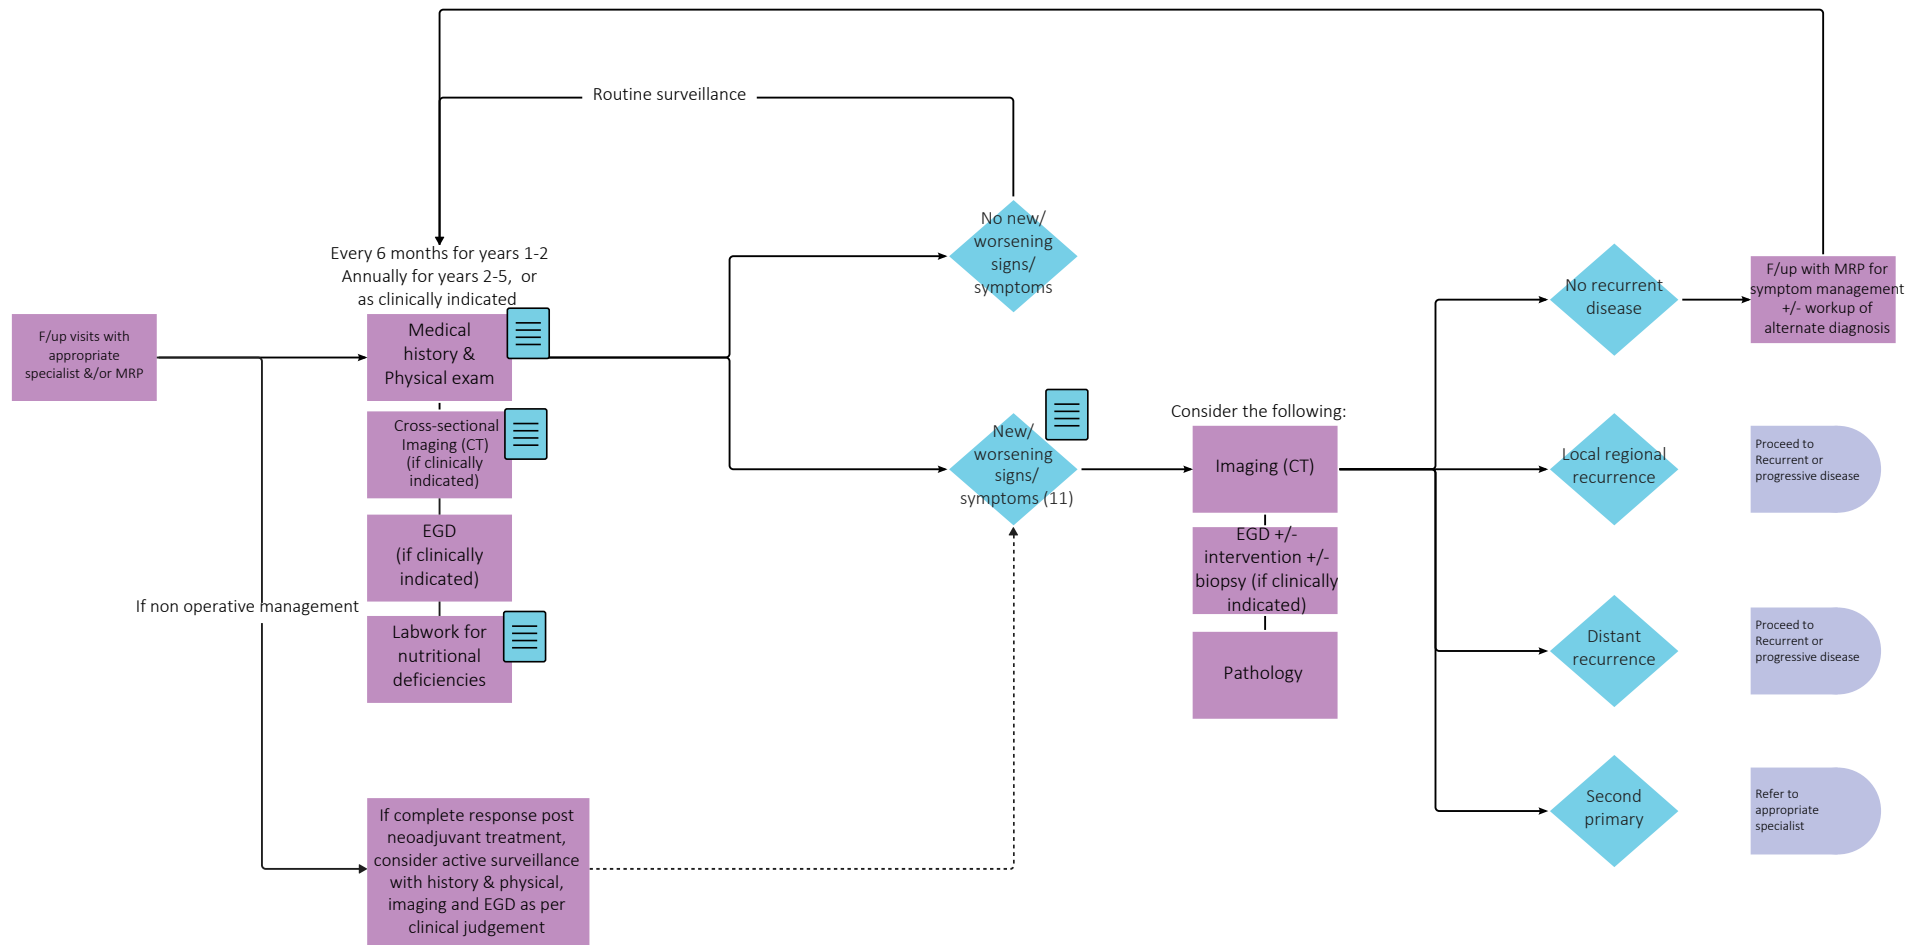 Routine surveillance
Every 6 months for years 1-2
Annually for years 2-5, or
as clinically indicated
F/up visits with
appropriate
specialist &/or MRP
Medical
history &
Physical exam
Cross-sectional
Imaging (CT)
(if clinically
indicated)
EGD
(if clinically
indicated)
If non operative management
Labwork for
nutritional
deficiencies
If complete response post
neoadjuvant treatment,
consider active surveillance
with history & physical,
imaging and EGD as per
clinical judgement
No new/
worsening
signs/
symptoms
New/
worsening
signs/
symptoms (11)
Consider the following:
Imaging (CT)
EGD +/-
intervention +/-
biopsy (if clinically
indicated)
Pathology
No recurrent
disease
F/up with MRP for
symptom management
+/- workup of
alternate diagnosis
Local regional
recurrence
Proceed to
Recurrent or
progressive disease
Distant
recurrence
Proceed to
Recurrent or
progressive disease
Second
primary
Refer to
appropriate
specialist